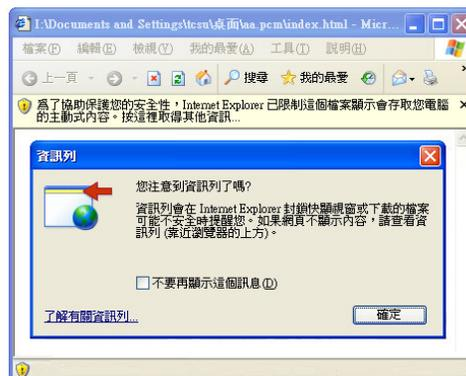 I:\Documents and Settings\tcsu\桌面\aa.pcm\index.html - Micr...
檔案(F) 編輯(E) 檢視(V) 我的最愛(A) 工具(T) 說明(H)
上一頁 搜尋 我的最愛
為了協助保護您的安全性，Internet Explorer 已限制這個檔案顯示會存取您電腦
的主動式內容。按這裡取得其他資訊...
資訊列
您注意到資訊列了嗎?
資訊列會在 Internet Explorer 封鎖快顯視窗或下載的檔案
可能不安全時提醒您。如果網頁不顯示內容，請查看資
訊列 (靠近瀏覽器的上方)。
不要再顯示這個訊息(D)
了解有關資訊列...
確定